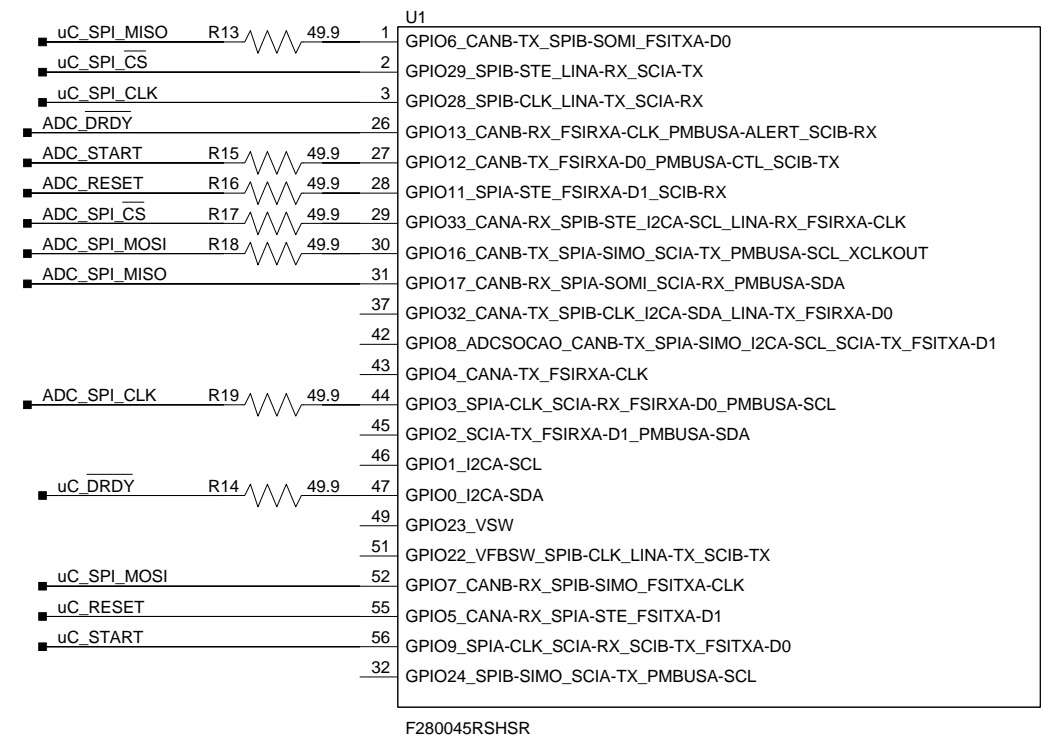 U1
uC_SPI_MISO R13 49.9 1 GPIO6_CANB-TX_SPIB-SOMI_FSITXA-D0
uC_SPI_CS 2 GPIO29_SPIB-STE_LINA-RX_SCIA-TX
uC_SPI_CLK 3 GPIO28_SPIB-CLK_LINA-TX_SCIA-RX
ADC_DRDY 26 GPIO13_CANB-RX_FSIRXA-CLK_PMBUSA-ALERT_SCIB-RX
ADC_START R15 49.9 27 GPIO12_CANB-TX_FSIRXA-D0_PMBUSA-CTL_SCIB-TX
ADC_RESET R16 49.9 28 GPIO11_SPIA-STE_FSIRXA-D1_SCIB-RX
ADC_SPI_CS R17 49.9 29 GPIO33_CANA-RX_SPIB-STE_I2CA-SCL_LINA-RX_FSIRXA-CLK
ADC_SPI_MOSI R18 49.9 30 GPIO16_CANB-TX_SPIA-SIMO_SCIA-TX_PMBUSA-SCL_XCLKOUT
ADC_SPI_MISO 31 GPIO17_CANB-RX_SPIA-SOMI_SCIA-RX_PMBUSA-SDA
37 GPIO32_CANA-TX_SPIB-CLK_I2CA-SDA_LINA-TX_FSIRXA-D0
42 GPIO8_ADCSOCAO_CANB-TX_SPIA-SIMO_I2CA-SCL_SCIA-TX_FSITXA-D1
43 GPIO4_CANA-TX_FSIRXA-CLK
ADC_SPI_CLK R19 49.9 44 GPIO3_SPIA-CLK_SCIA-RX_FSIRXA-D0_PMBUSA-SCL
45 GPIO2_SCIA-TX_FSIRXA-D1_PMBUSA-SDA
46 GPIO1_I2CA-SCL
uC_DRDY R14 49.9 47 GPIO0_I2CA-SDA
49 GPIO23_VSW
51 GPIO22_VFBSW_SPIB-CLK_LINA-TX_SCIB-TX
uC_SPI_MOSI 52 GPIO7_CANB-RX_SPIB-SIMO_FSITXA-CLK
uC_RESET 55 GPIO5_CANA-RX_SPIA-STE_FSITXA-D1
uC_START 56 GPIO9_SPIA-CLK_SCIA-RX_SCIB-TX_FSITXA-D0
32 GPIO24_SPIB-SIMO_SCIA-TX_PMBUSA-SCL
F280045RSHSR